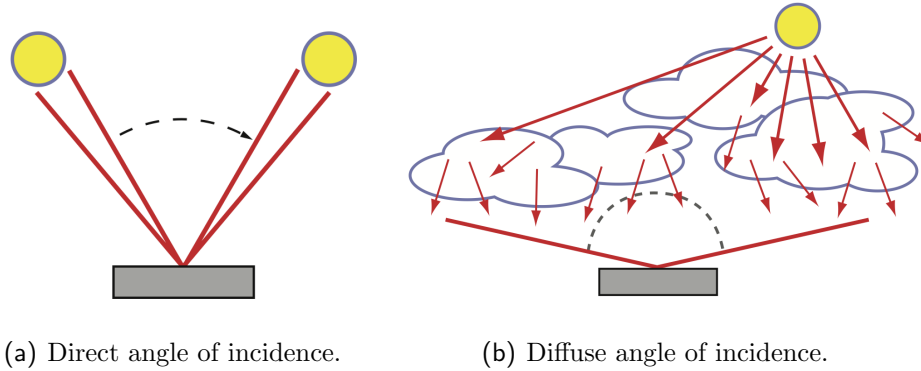 (a) Direct angle of incidence.
(b) Diffuse angle of incidence.